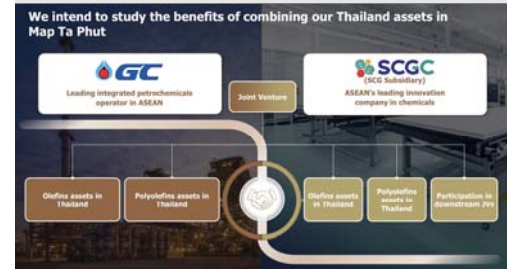 We intend to study the benefits of combining our Thailand assets in
Map Ta Phut
GC
Leading integrated petrochemicals
operator in ASEAN
Joint Venture
SCGC
(SCG Subsidiary)
ASEAN's leading innovation
company in chemicals
Olefins assets in
Thailand
Polyolefins assets in
Thailand
Olefins assets
in Thailand
Polyolefins
assets in
Thailand
Participation in
downstream JVs